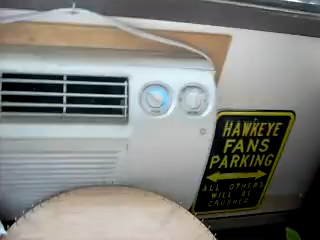 HAWKEYE
FANS
PARKING
ALL OTHERS
WILL BE
CRUSHED